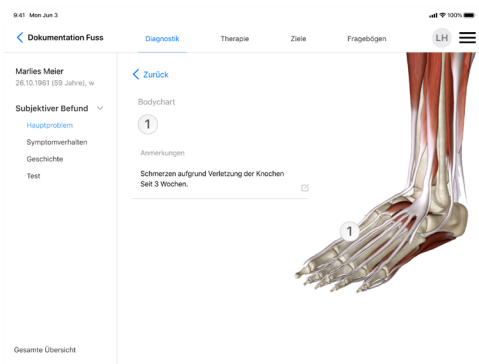 9:41 Mon Jun 3
100%
Dokumentation Fuss
Diagnostik
Therapie
Ziele
Fragebögen
LH
Marlies Meier
26.10.1961 (59 Jahre), w
Subjektiver Befund
Hauptproblem
Symptomverhalten
Geschichte
Test
Gesamte Übersicht
Zurück
Bodychart
1
Anmerkungen
Schmerzen aufgrund Verletzung der Knochen
Seit 3 Wochen.
1